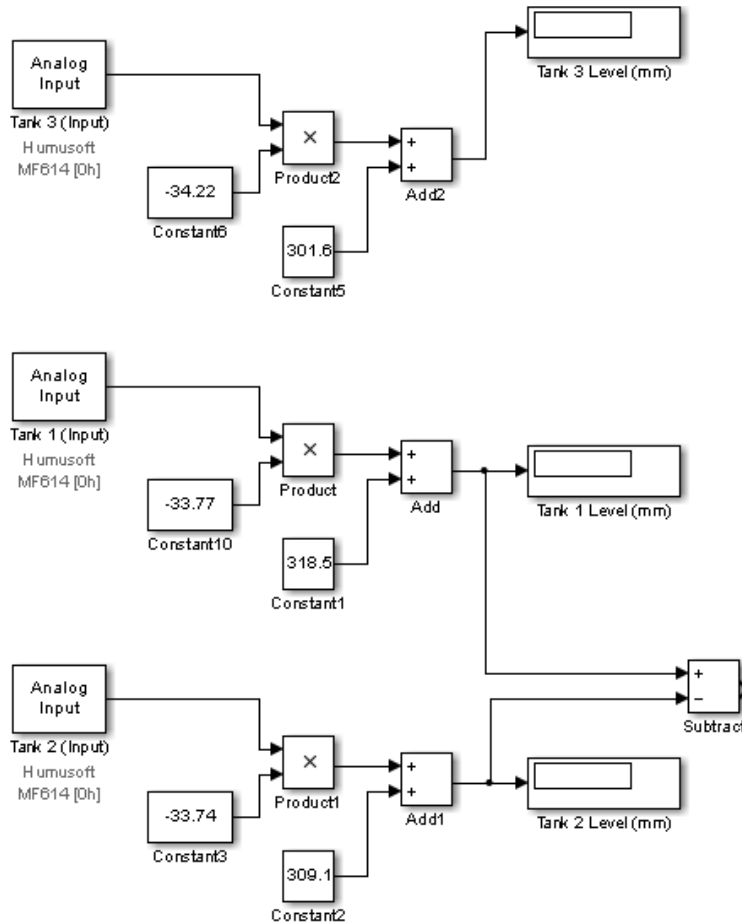 Analog
Input
Tank 3 (Input)
Humusoft
MF614 [0h]
-34.22
Constant6
×
Product2
301.6
Constant5
+
+
Add2
Tank 3 Level (mm)
Analog
Input
Tank 1 (Input)
Humusoft
MF614 [0h]
-33.77
Constant10
×
Product
318.5
Constant1
+
+
Add
Tank 1 Level (mm)
Analog
Input
Tank 2 (Input)
Humusoft
MF614 [0h]
-33.74
Constant3
×
Product1
309.1
Constant2
+
+
Add1
+
−
Subtract
Tank 2 Level (mm)